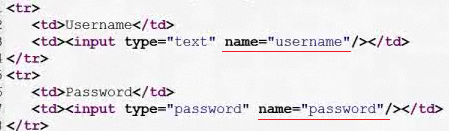 <tr>
<td>Username</td>
<td><input type="text" name="username"/></td>
</tr>
<tr>
<td>Password</td>
<td><input type="password" name="password"/></td>
</tr>